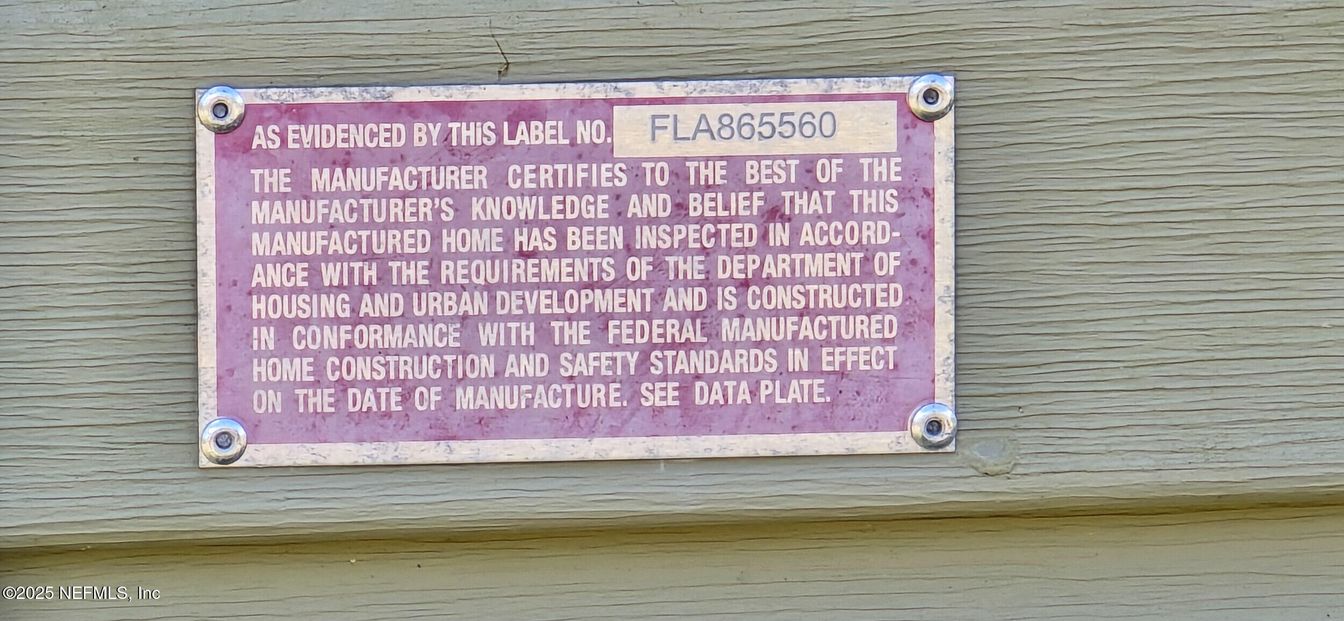 AS EVIDENCED BY THIS LABEL NO. FLA865560
THE MANUFACTURER CERTIFIES TO THE BEST OF THE
MANUFACTURER'S KNOWLEDGE AND BELIEF THAT THIS
MANUFACTURED HOME HAS BEEN INSPECTED IN ACCORD-
ANCE WITH THE REQUIREMENTS OF THE DEPARTMENT OF
HOUSING AND URBAN DEVELOPMENT AND IS CONSTRUCTED
IN CONFORMANCE WITH THE FEDERAL MANUFACTURED
HOME CONSTRUCTION AND SAFETY STANDARDS IN EFFECT
ON THE DATE OF MANUFACTURE. SEE DATA PLATE.
©2025 NEFMLS, Inc